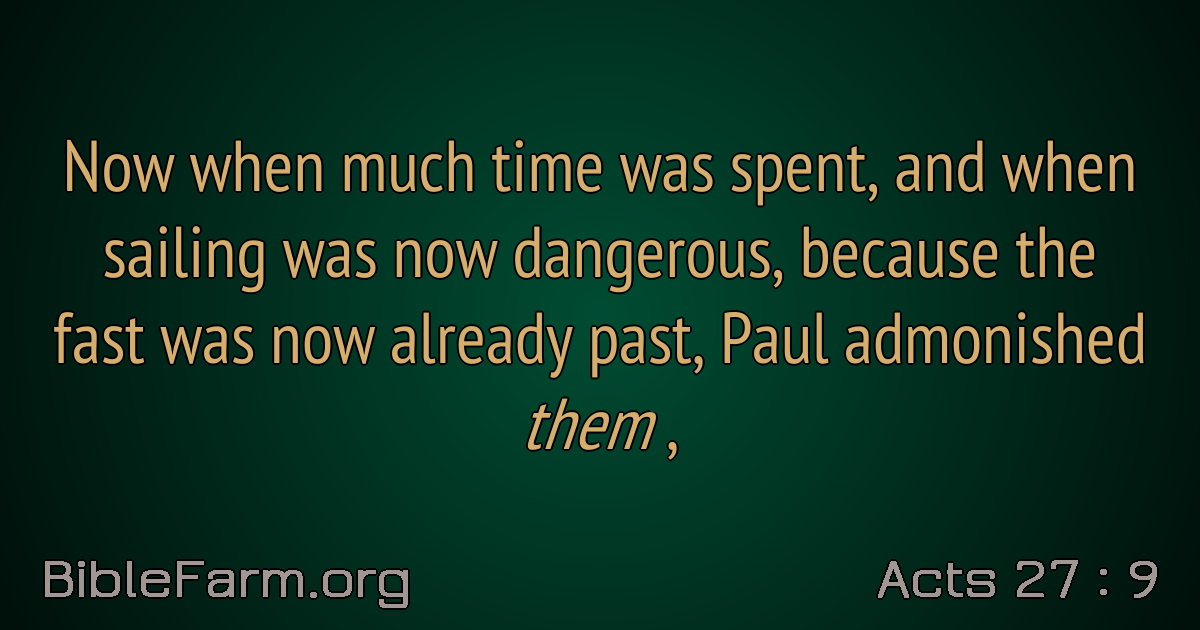 Now when much time was spent, and when
sailing was now dangerous, because the
fast was now already past, Paul admonished
them ,
BibleFarm.org
Acts 27 : 9